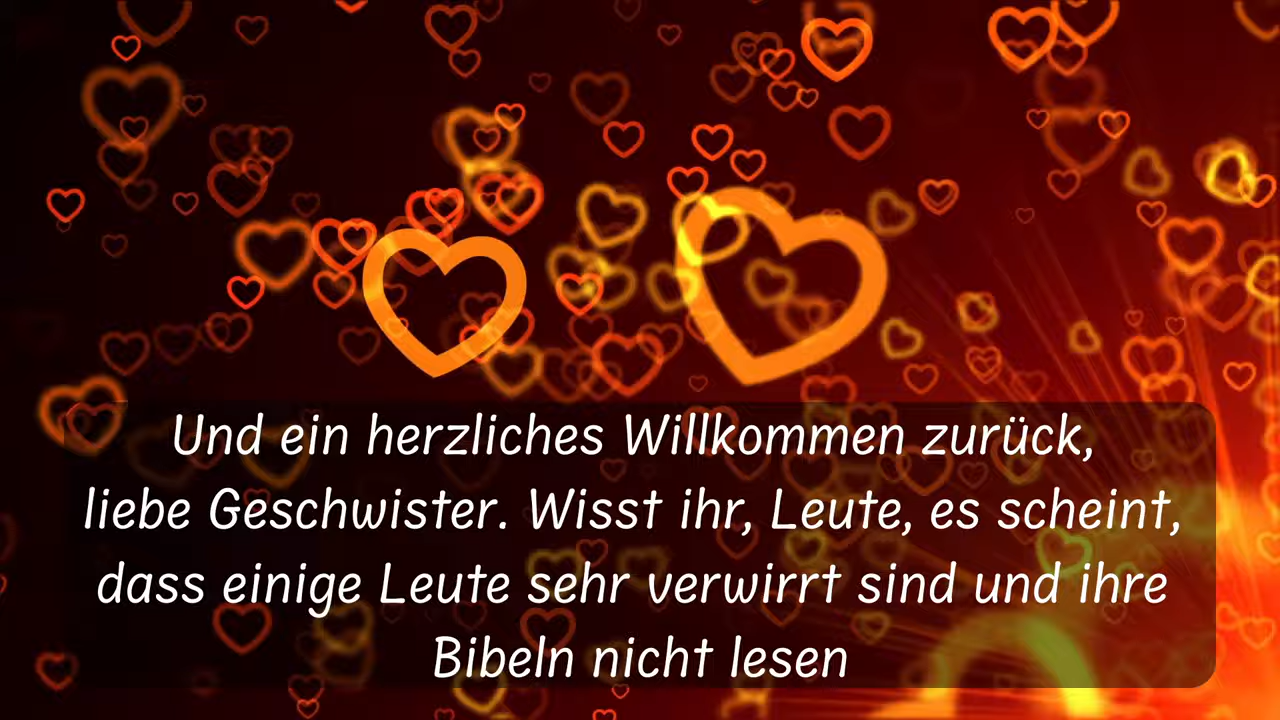 Und ein herzliches Willkommen zurück,
liebe Geschwister. Wisst ihr, Leute, es scheint,
dass einige Leute sehr verwirrt sind und ihre
Bibeln nicht lesen